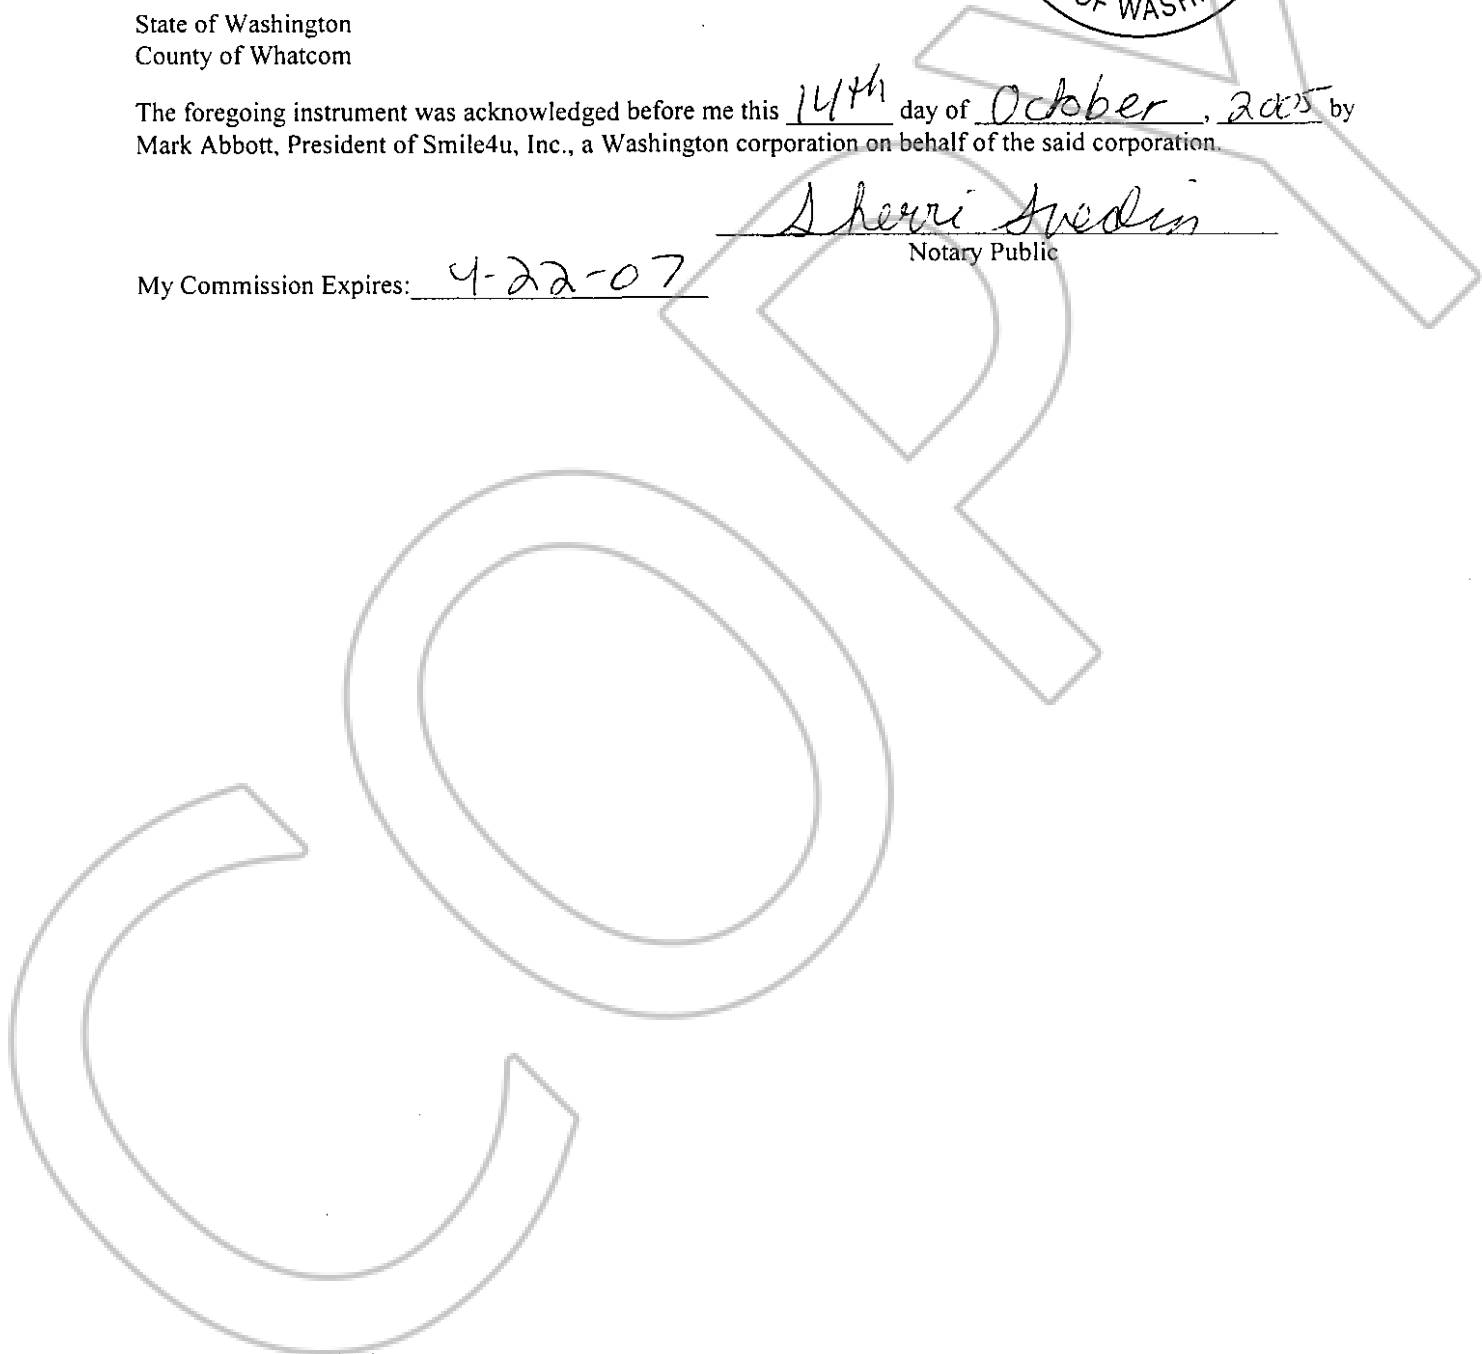 OF WASHI
State of Washington
County of Whatcom
The foregoing instrument was acknowledged before me this 14th day of October, 2005 by
Mark Abbott, President of Smile4u, Inc., a Washington corporation on behalf of the said corporation.
Sherri Svedin
Notary Public
My Commission Expires: 4-22-07
COPY